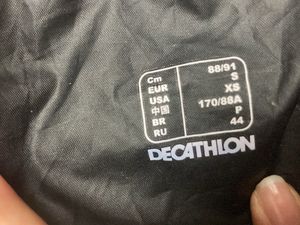 Cm 88/91
EUR S
USA XS
中国 170/88A
BR P
RU 44
DECATHLON